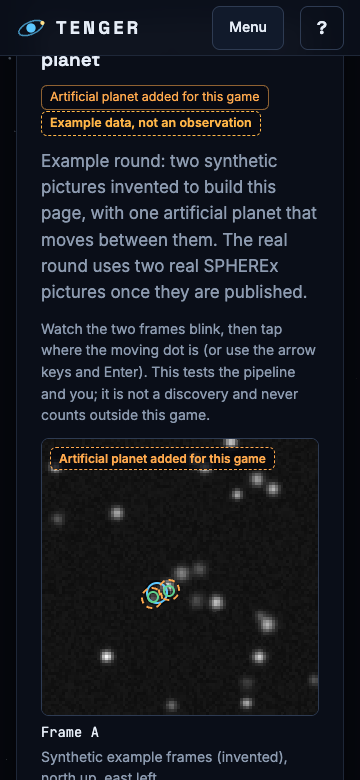 TENGER
Menu
?
planet
Artificial planet added for this game
Example data, not an observation
Example round: two synthetic
pictures invented to build this
page, with one artificial planet that
moves between them. The real
round uses two real SPHEREx
pictures once they are published.
Watch the two frames blink, then tap
where the moving dot is (or use the arrow
keys and Enter). This tests the pipeline
and you; it is not a discovery and never
counts outside this game.
Artificial planet added for this game
Frame A
Synthetic example frames (invented),
north up, east left